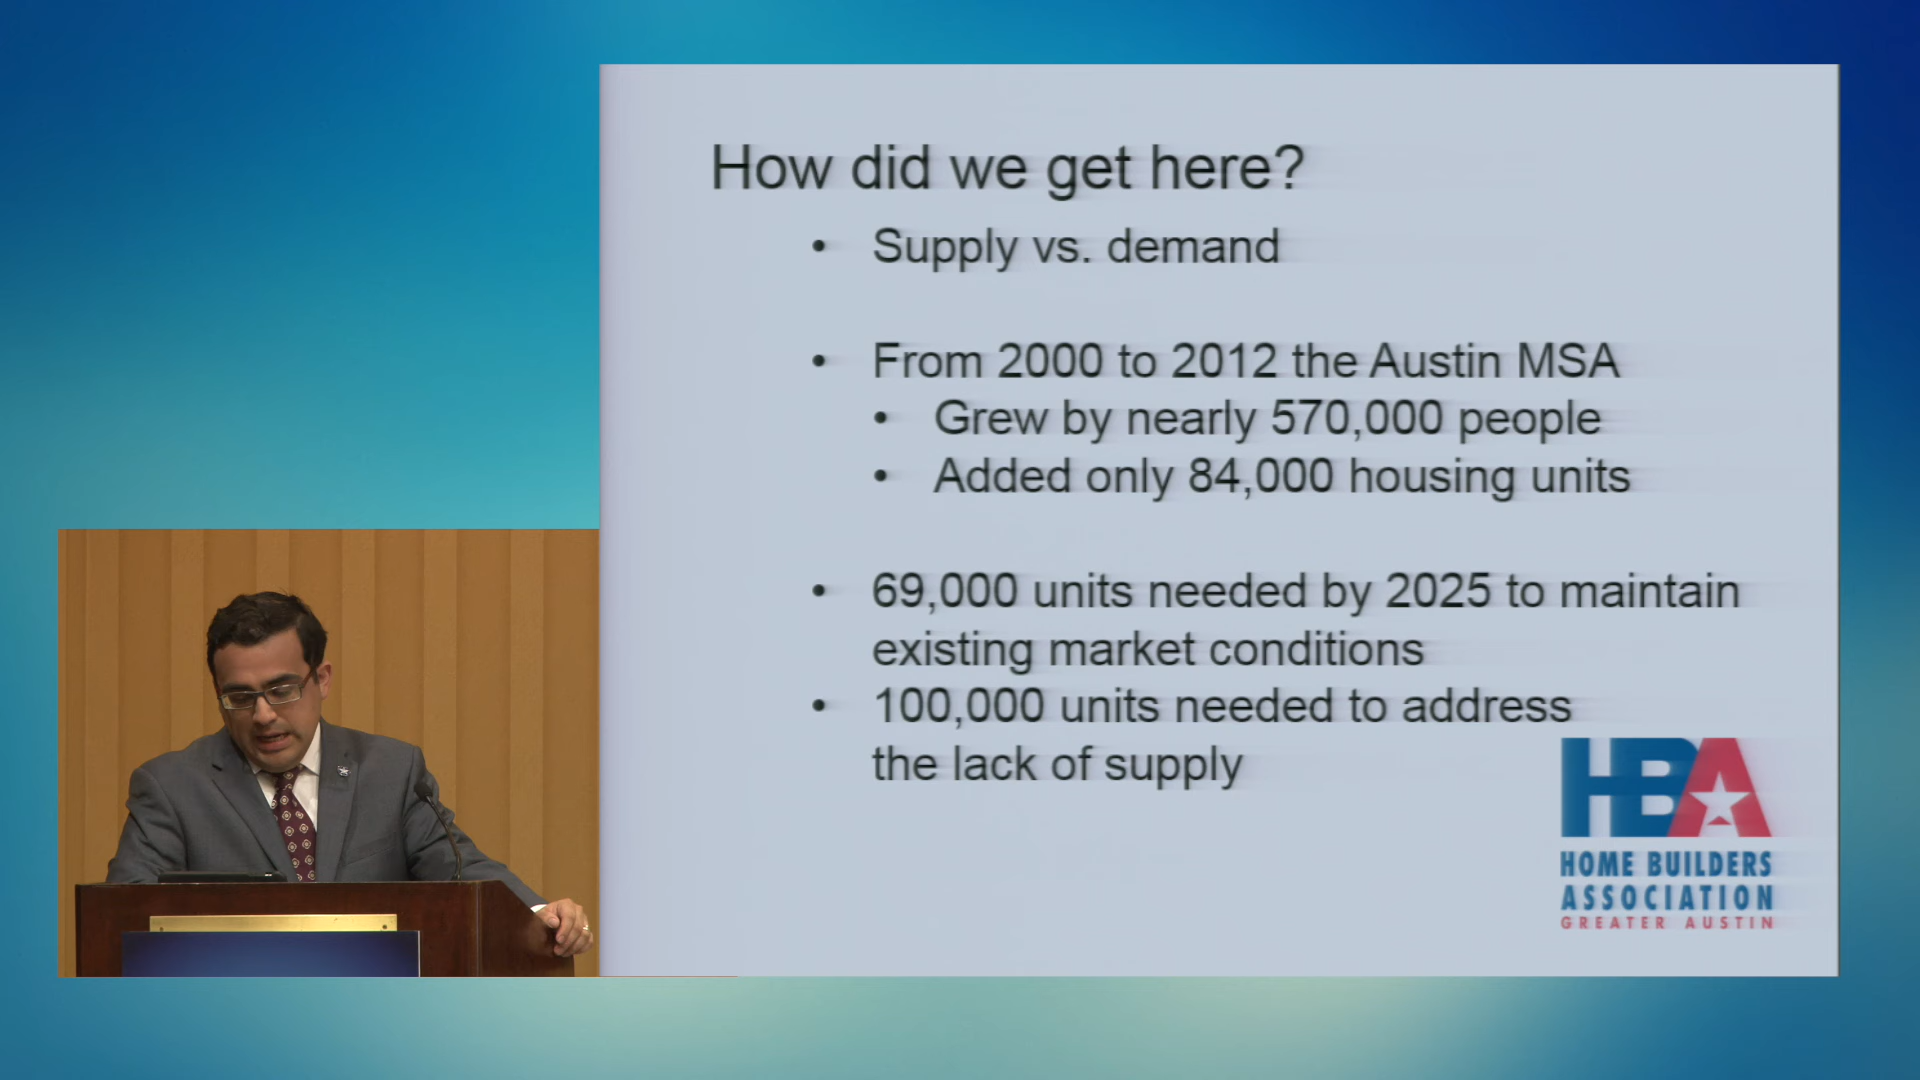 How did we get here?
• Supply vs. demand
• From 2000 to 2012 the Austin MSA
• Grew by nearly 570,000 people
• Added only 84,000 housing units
• 69,000 units needed by 2025 to maintain
existing market conditions
• 100,000 units needed to address
the lack of supply
HBA
HOME BUILDERS
ASSOCIATION
GREATER AUSTIN